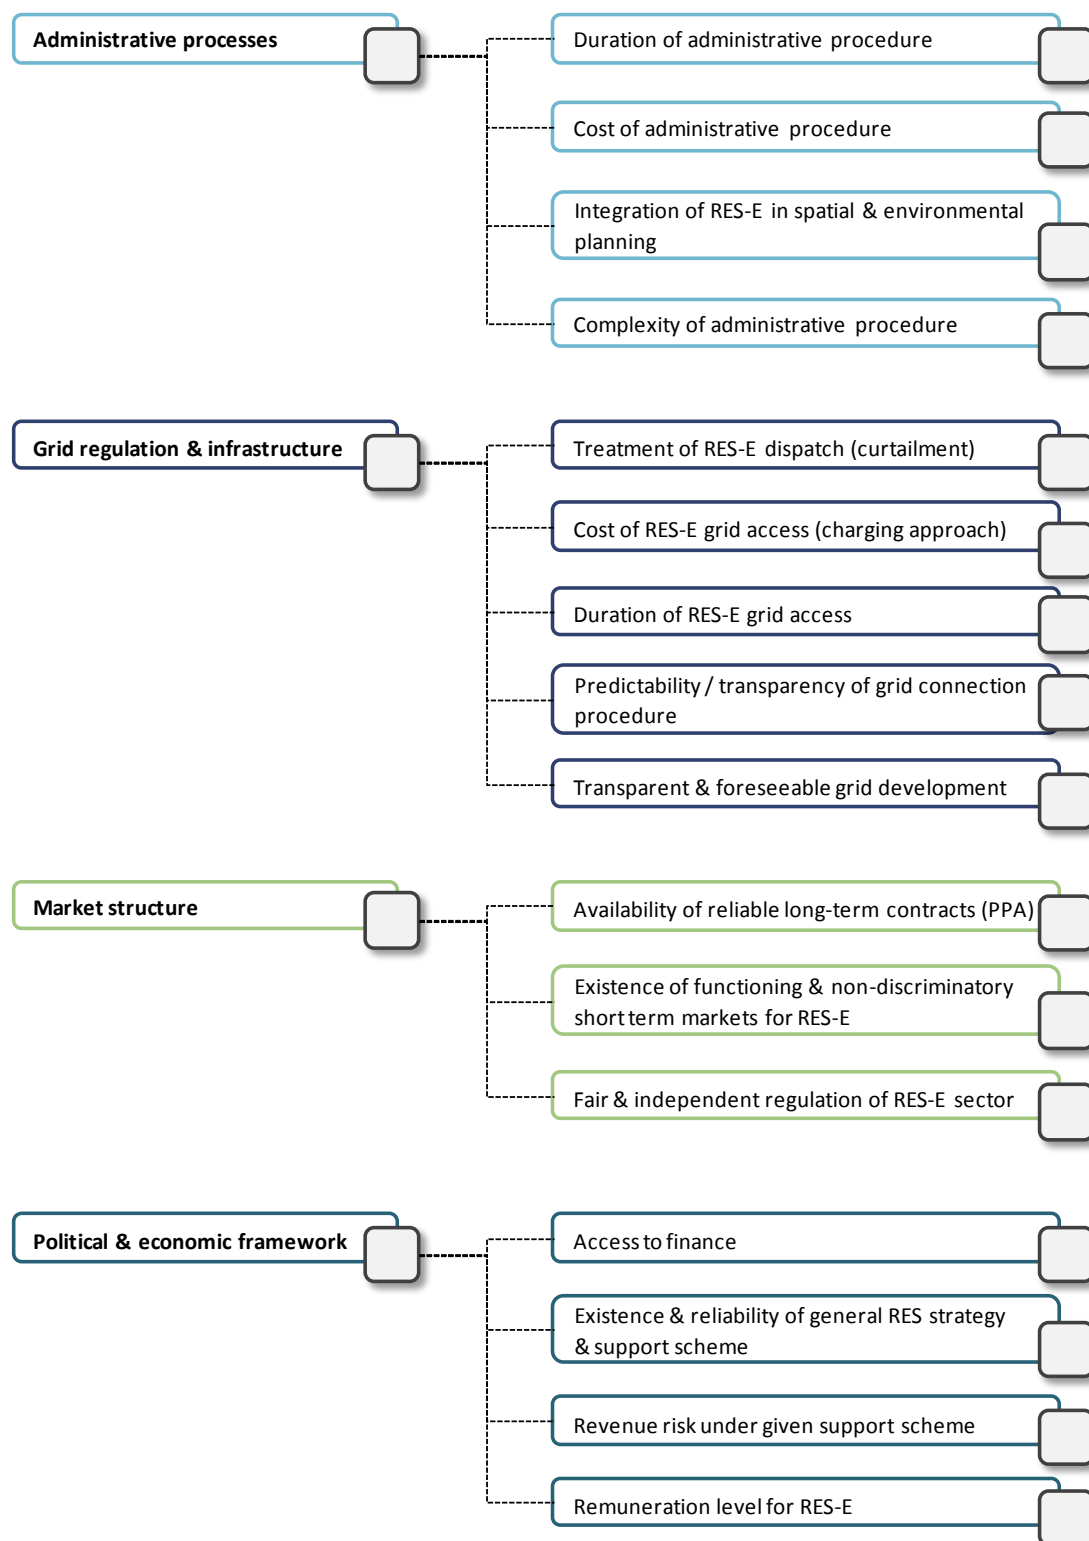 Administrative processes
Duration of administrative procedure
Cost of administrative procedure
Integration of RES-E in spatial & environmental
planning
Complexity of administrative procedure
Grid regulation & infrastructure
Treatment of RES-E dispatch (curtailment)
Cost of RES-E grid access (charging approach)
Duration of RES-E grid access
Predictability / transparency of grid connection
procedure
Transparent & foreseeable grid development
Market structure
Availability of reliable long-term contracts (PPA)
Existence of functioning & non-discriminatory
short term markets for RES-E
Fair & independent regulation of RES-E sector
Political & economic framework
Access to finance
Existence & reliability of general RES strategy
& support scheme
Revenue risk under given support scheme
Remuneration level for RES-E